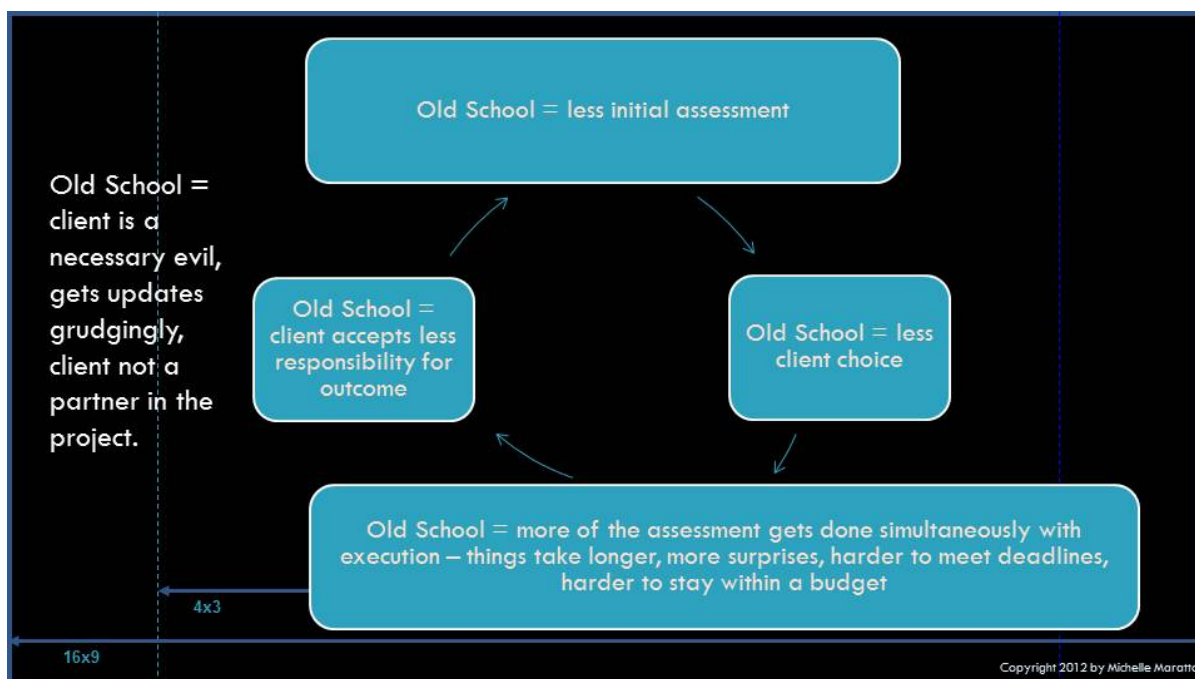 Old School = less initial assessment
Old School =
client is a
necessary evil,
gets updates
grudgingly,
client not a
partner in the
project.
Old School =
client accepts less
responsibility for
outcome
Old School = less
client choice
Old School = more of the assessment gets done simultaneously with
execution – things take longer, more surprises, harder to meet deadlines,
harder to stay within a budget
4x3
16x9
Copyright 2012 by Michelle Maratto